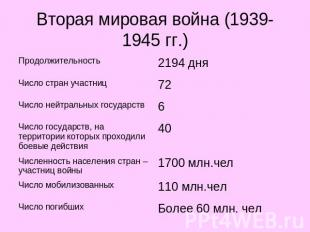 Вторая мировая война (1939-
1945 гг.)
Продолжительность 2194 дня
Число стран участниц 72
Число нейтральных государств 6
Число государств, на 40
территории которых проходили
боевые действия
Численность населения стран – 1700 млн.чел
участниц войны
Число мобилизованных 110 млн.чел
Число погибших Более 60 млн. чел
PPt4WEB.ru